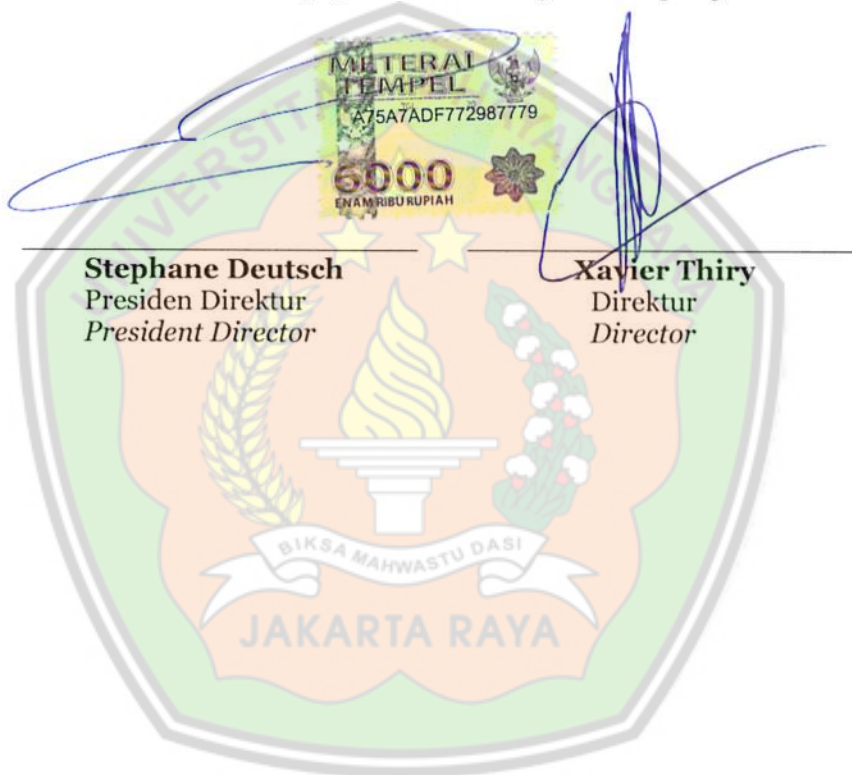 METERAI
TEMPEL
A75A7ADF772987779
6000
ENAM RIBU RUPIAH
Stephane Deutsch
Presiden Direktur
President Director
Xavier Thiry
Direktur
Director
BIKSA MAHWASTU DASI
JAKARTA RAYA